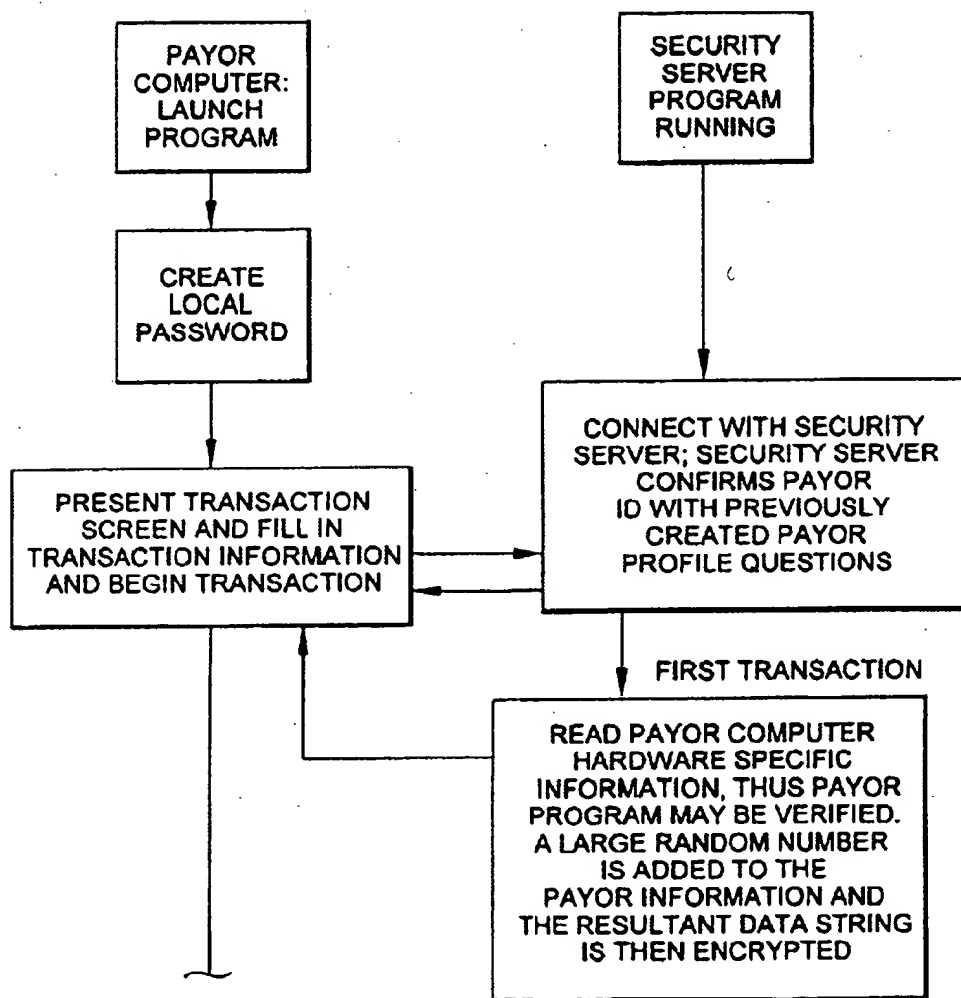 PAYOR
COMPUTER:
LAUNCH
PROGRAM
SECURITY
SERVER
PROGRAM
RUNNING
CREATE
LOCAL
PASSWORD
PRESENT TRANSACTION
SCREEN AND FILL IN
TRANSACTION INFORMATION
AND BEGIN TRANSACTION
CONNECT WITH SECURITY
SERVER; SECURITY SERVER
CONFIRMS PAYOR
ID WITH PREVIOUSLY
CREATED PAYOR
PROFILE QUESTIONS
FIRST TRANSACTION
READ PAYOR COMPUTER
HARDWARE SPECIFIC
INFORMATION, THUS PAYOR
PROGRAM MAY BE VERIFIED.
A LARGE RANDOM NUMBER
IS ADDED TO THE
PAYOR INFORMATION AND
THE RESULTANT DATA STRING
IS THEN ENCRYPTED